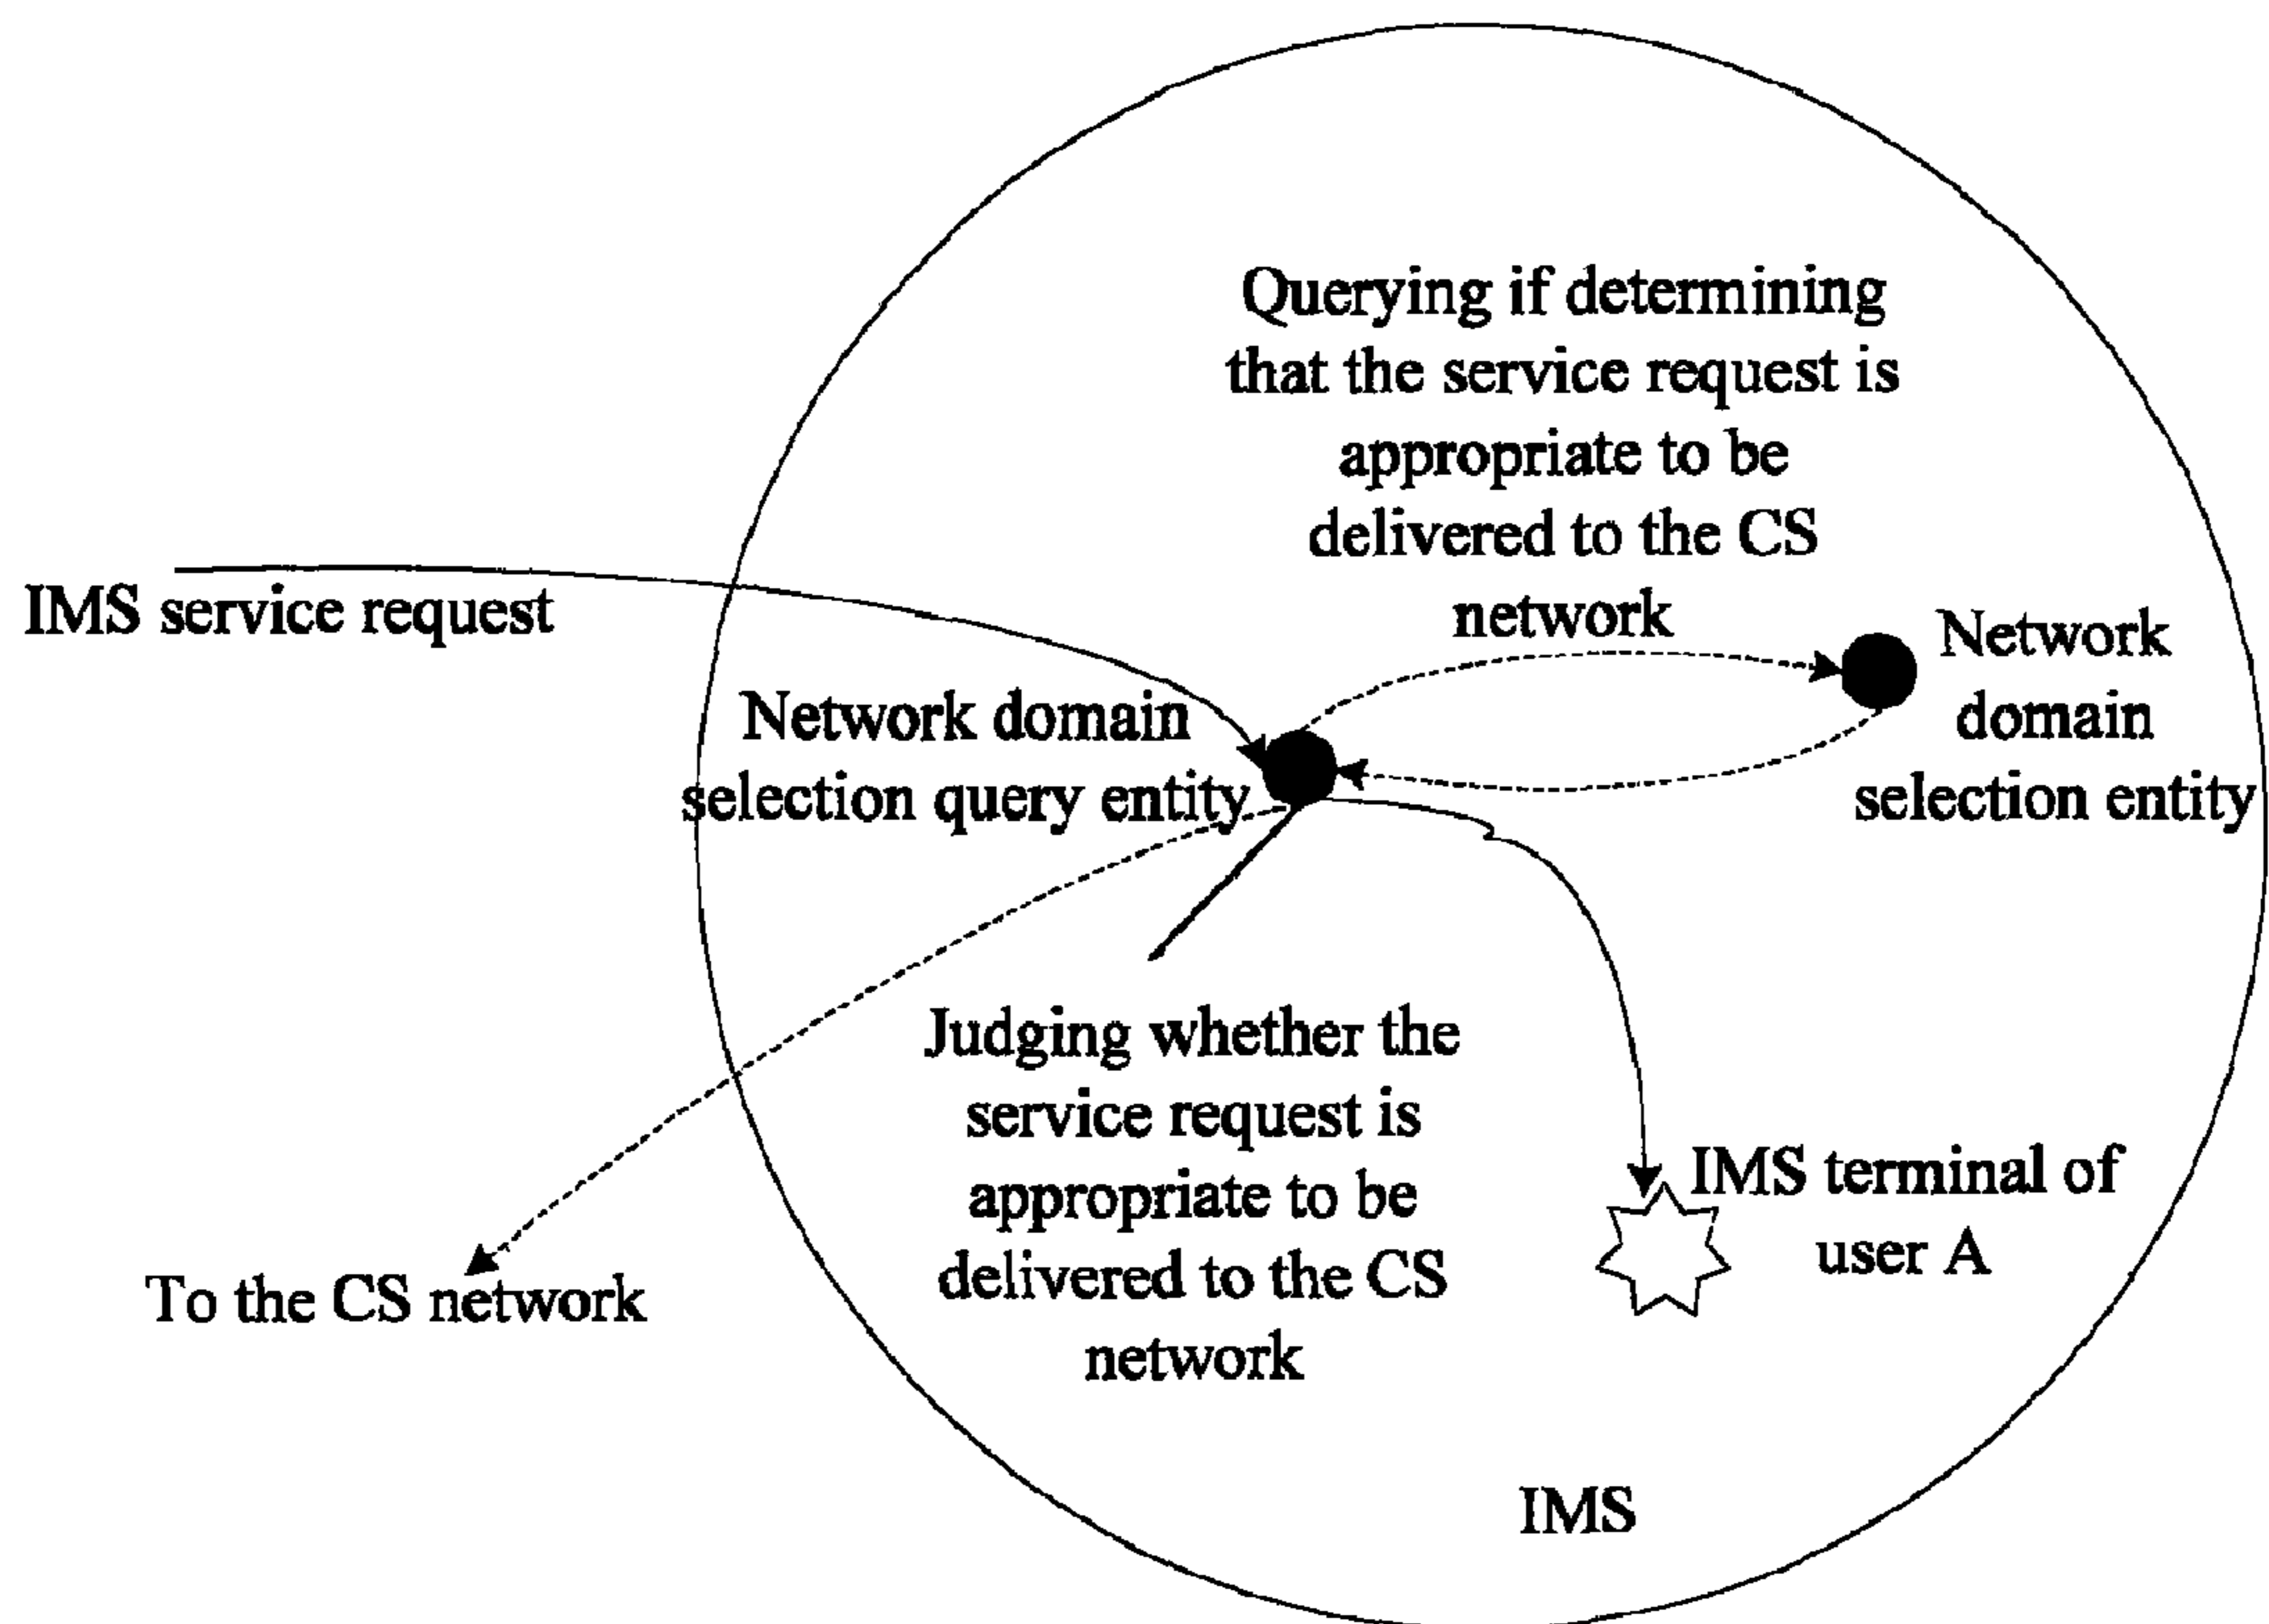 Querying if determining
that the service request is
appropriate to be
delivered to the CS
network
IMS service request
Network
domain
selection entity
Network domain
selection query entity
Judging whether the
service request is
appropriate to be
delivered to the CS
network
IMS terminal of
user A
To the CS network
IMS